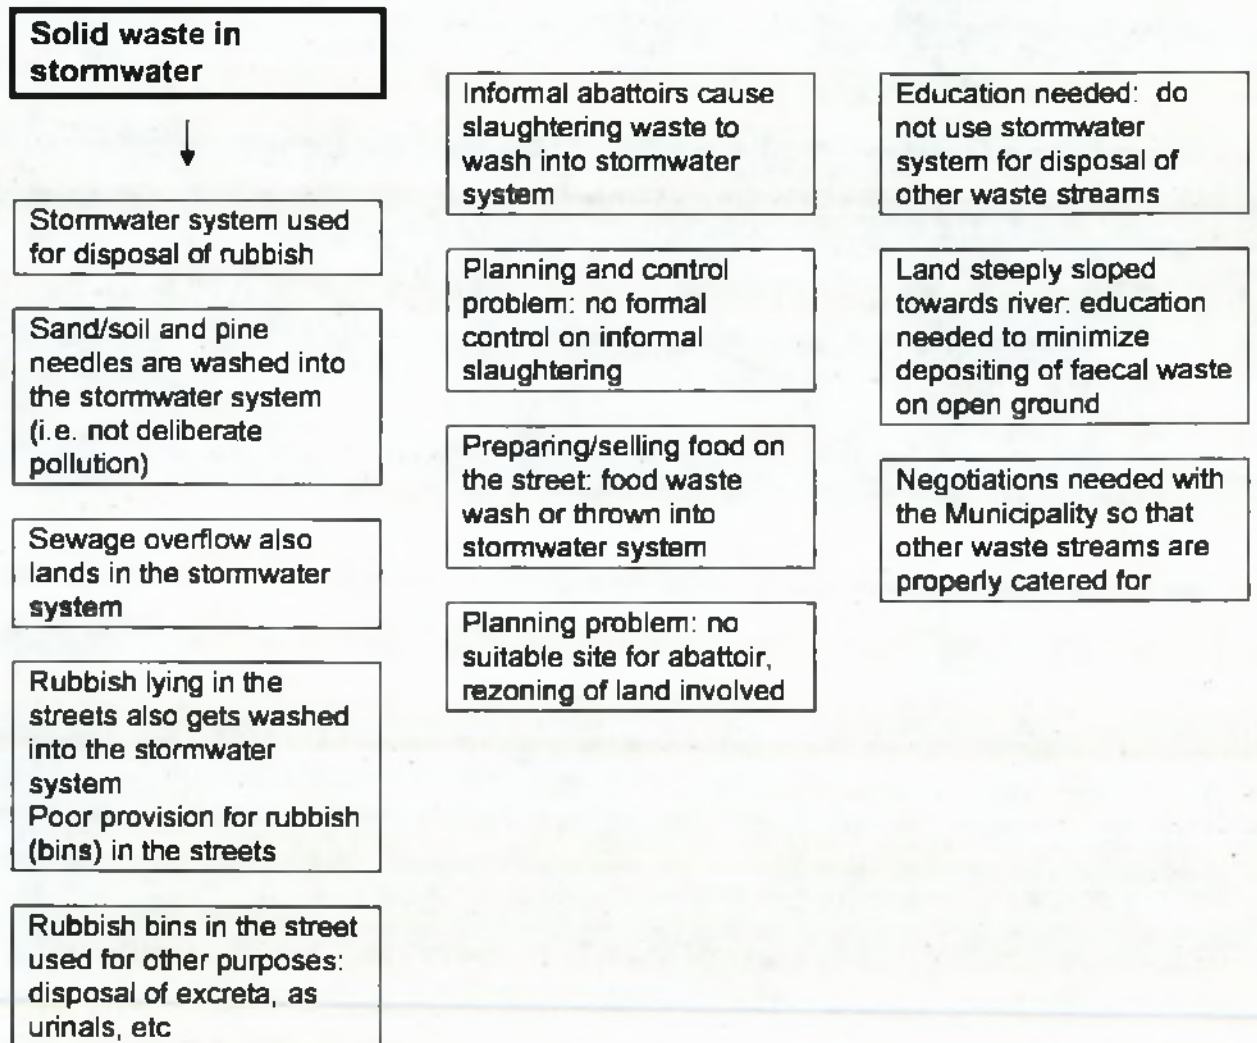 Solid waste in
stormwater
Stormwater system used
for disposal of rubbish
Sand/soil and pine
needles are washed into
the stormwater system
(i.e. not deliberate
pollution)
Sewage overflow also
lands in the stormwater
system
Rubbish lying in the
streets also gets washed
into the stormwater
system
Poor provision for rubbish
(bins) in the streets
Rubbish bins in the street
used for other purposes:
disposal of excreta, as
urinals, etc
Informal abattoirs cause
slaughtering waste to
wash into stormwater
system
Planning and control
problem: no formal
control on informal
slaughtering
Preparing/selling food on
the street: food waste
wash or thrown into
stormwater system
Planning problem: no
suitable site for abattoir,
rezoning of land involved
Education needed: do
not use stormwater
system for disposal of
other waste streams
Land steeply sloped
towards river: education
needed to minimize
depositing of faecal waste
on open ground
Negotiations needed with
the Municipality so that
other waste streams are
properly catered for